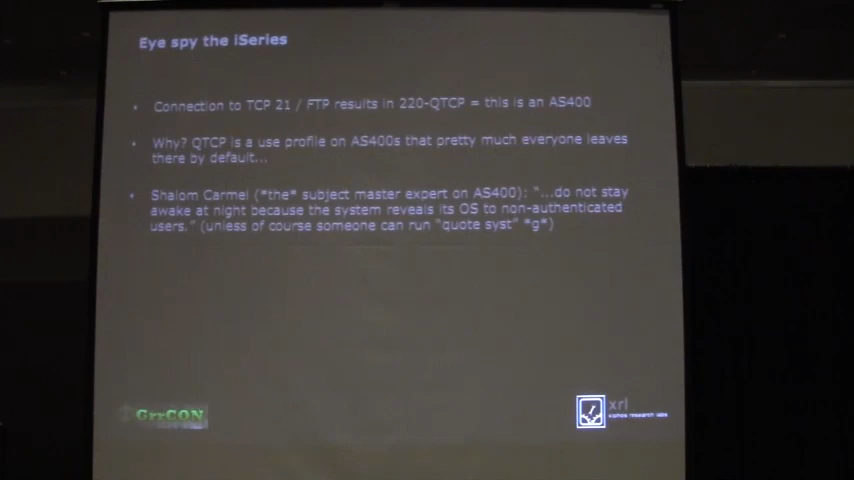 Eye spy the iSeries
• Connection to TCP 21 / FTP results in 220-QTCP = this is an AS400
• Why? QTCP is a use profile on AS400s that pretty much everyone leaves
there by default...
• Shalom Carmel (*the* subject master expert on AS400): "...do not stay
awake at night because the system reveals its OS to non-authenticated
users." (unless of course someone can run "quote syst" *g*)
GrrCON
xrl
research labs